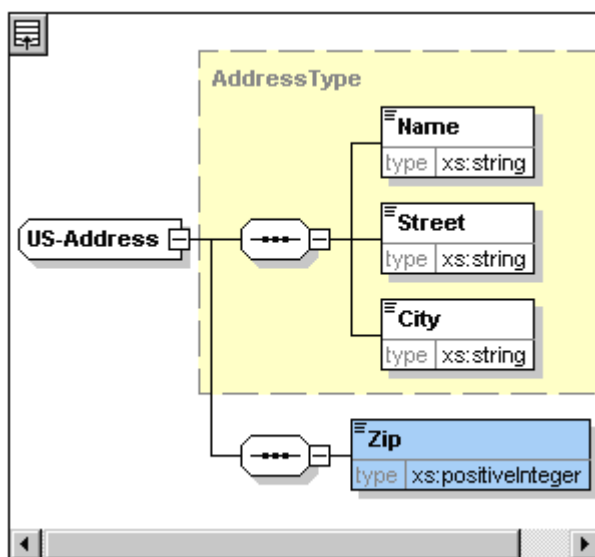 AddressType
Name
type xs:string
US-Address
Street
type xs:string
City
type xs:string
Zip
type xs:positiveInteger